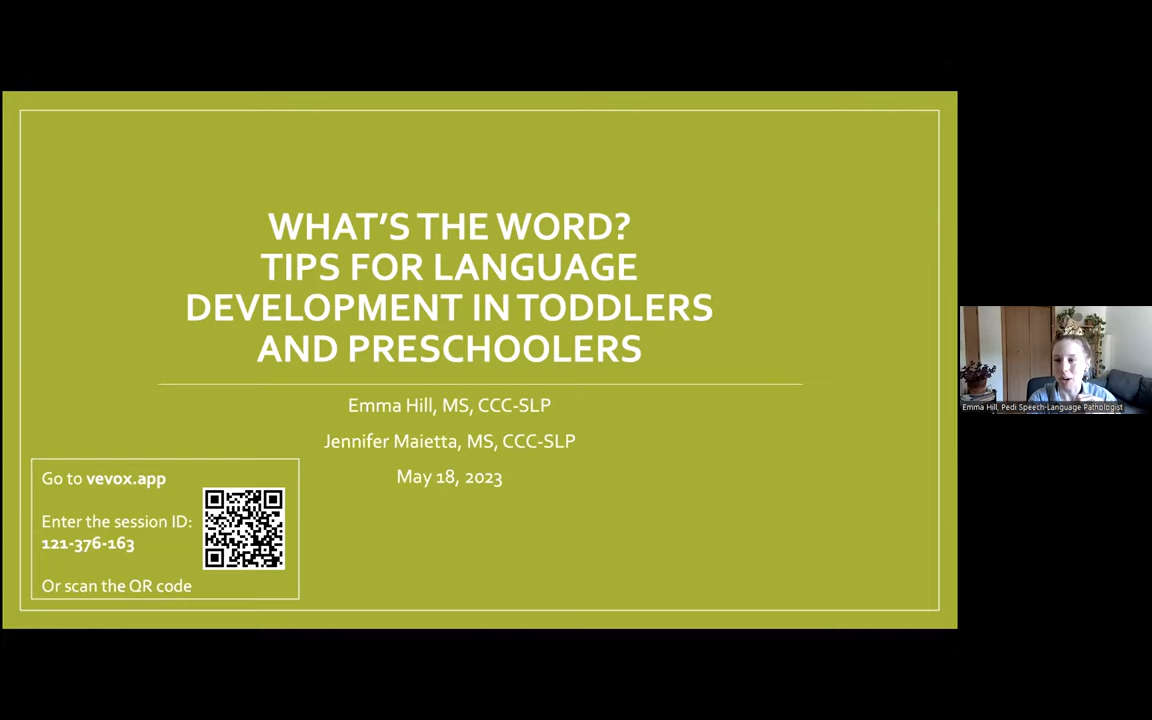 WHAT'S THE WORD?
TIPS FOR LANGUAGE
DEVELOPMENT IN TODDLERS
AND PRESCHOOLERS
Emma Hill, MS, CCC-SLP
Jennifer Maietta, MS, CCC-SLP
May 18, 2023
Go to vevox.app
Enter the session ID:
121-376-163
Or scan the QR code
Emma Hill, Pedi Speech-Language Pathologist